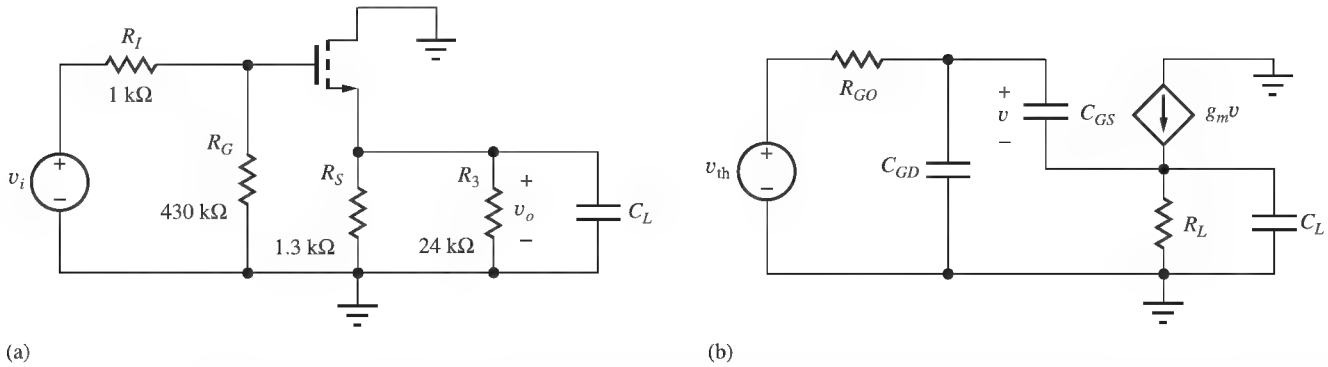 R_I
1 kΩ
R_G
430 kΩ
v_i
+
−
R_S
1.3 kΩ
R_3
24 kΩ
+
v_o
−
C_L
(a)
R_GO
v_th
+
−
C_GD
+
v
−
C_GS
g_m v
R_L
C_L
(b)